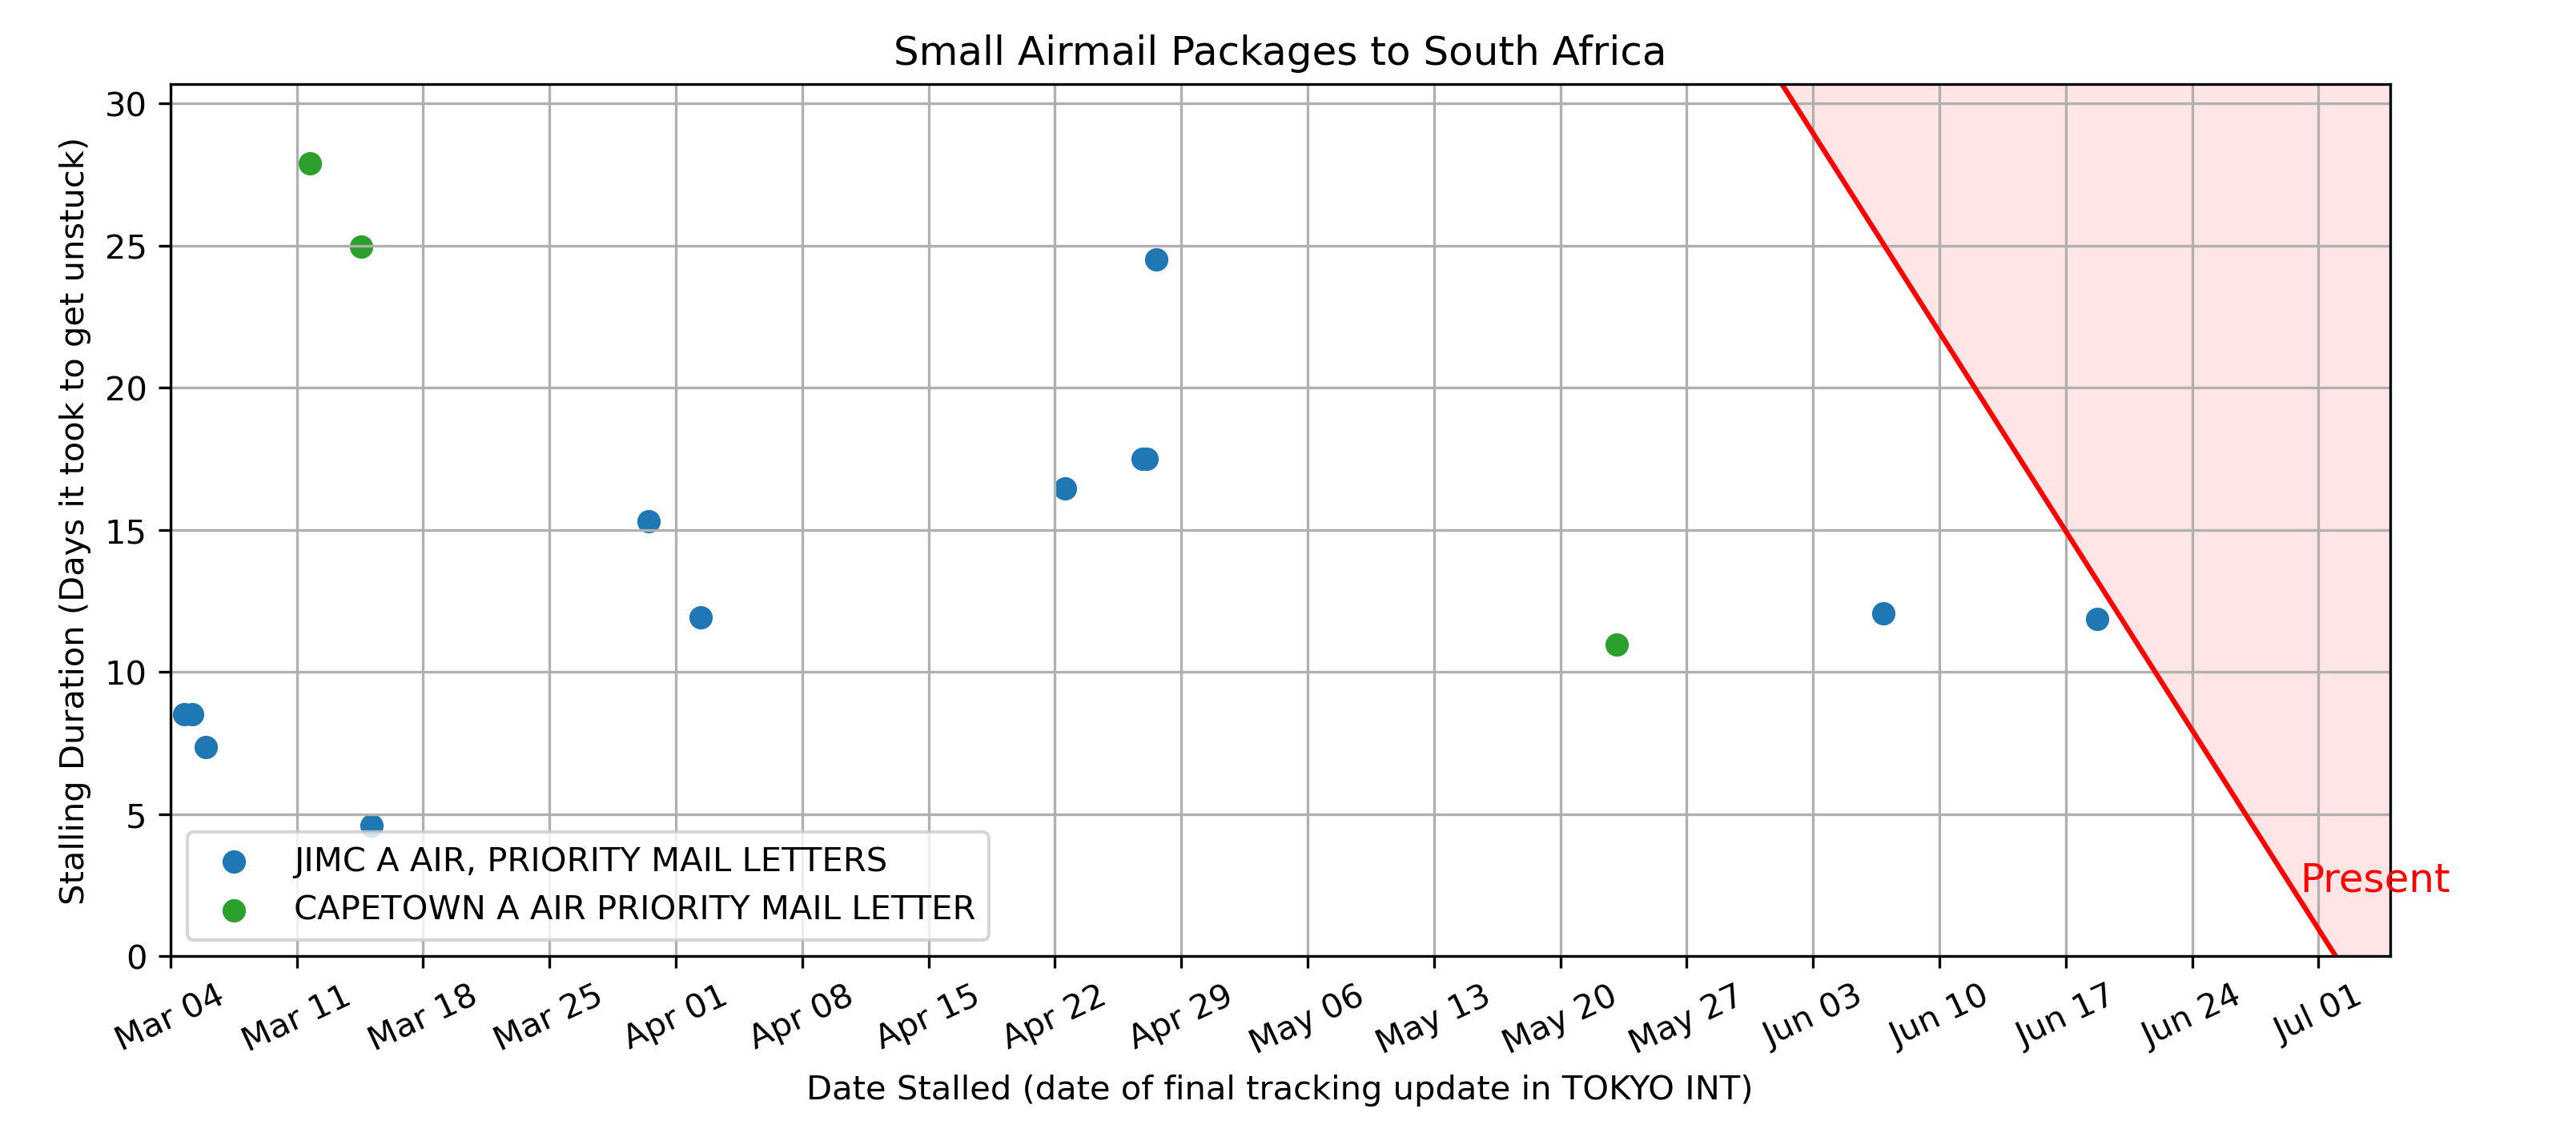 Small Airmail Packages to South Africa
Stalling Duration (Days it took to get unstuck)
30
25
20
15
10
5
0
JIMC A AIR, PRIORITY MAIL LETTERS
CAPETOWN A AIR PRIORITY MAIL LETTER
Present
Mar 04 Mar 11 Mar 18 Mar 25 Apr 01 Apr 08 Apr 15 Apr 22 Apr 29 May 06 May 13 May 20 May 27 Jun 03 Jun 10 Jun 17 Jun 24 Jul 01
Date Stalled (date of final tracking update in TOKYO INT)